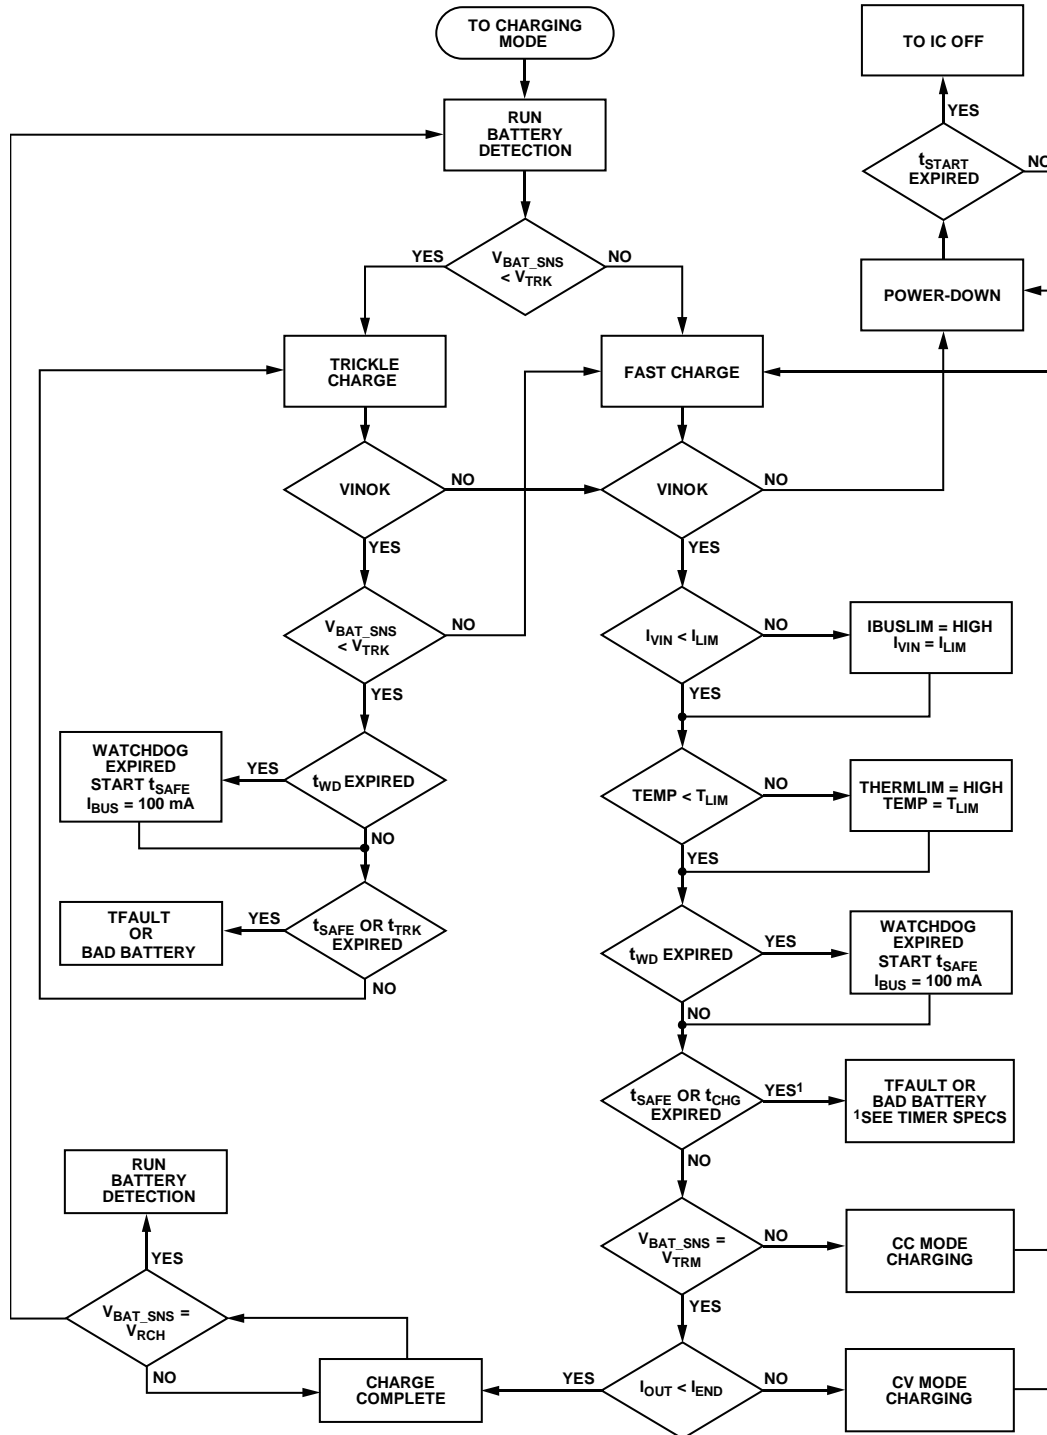 TO CHARGING
MODE
TO IC OFF
YES
RUN
BATTERY
DETECTION
tSTART
EXPIRED
NO
YES
VBAT_SNS
< VTRK
NO
POWER-DOWN
TRICKLE
CHARGE
FAST CHARGE
VINOK
NO
VINOK
NO
YES
YES
VBAT_SNS
< VTRK
NO
IVIN < ILIM
NO
IBUSLIM = HIGH
IVIN = ILIM
YES
YES
WATCHDOG
EXPIRED
START tSAFE
IBUS = 100 mA
YES
tWD EXPIRED
NO
TEMP < TLIM
NO
THERMLIM = HIGH
TEMP = TLIM
YES
TFAULT
OR
BAD BATTERY
YES
tSAFE OR tTRK
EXPIRED
NO
tWD EXPIRED
YES
WATCHDOG
EXPIRED
START tSAFE
IBUS = 100 mA
NO
tSAFE OR tCHG
EXPIRED
YES1
TFAULT OR
BAD BATTERY
1SEE TIMER SPECS
NO
RUN
BATTERY
DETECTION
YES
VBAT_SNS =
VTRM
NO
CC MODE
CHARGING
YES
VBAT_SNS =
VRCH
NO
CHARGE
COMPLETE
YES
IOUT < IEND
NO
CV MODE
CHARGING